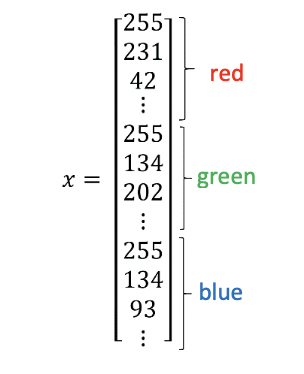 255
231
42
⋮
red
255
134
x = 202
⋮
green
255
134
93
⋮
blue